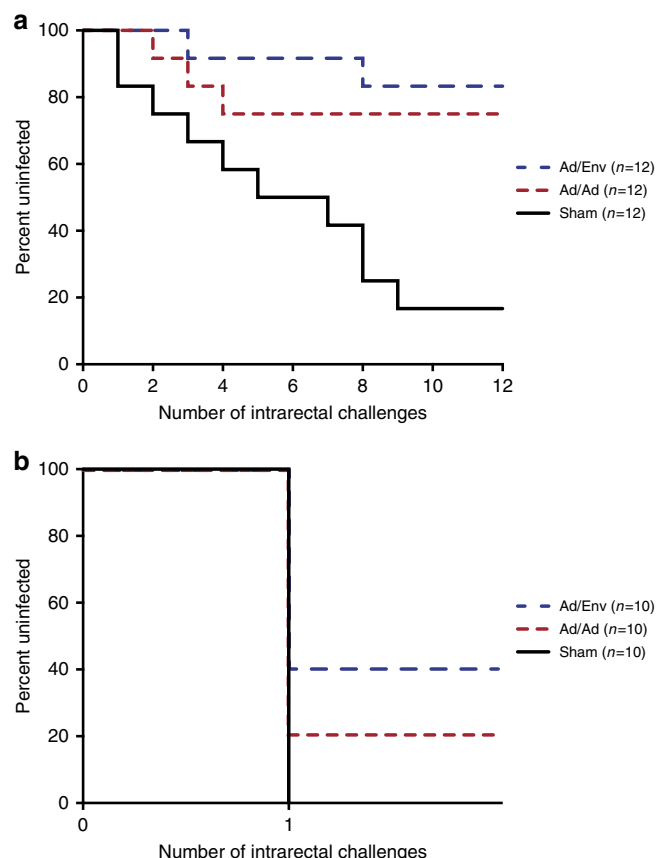 a
100
80
60
40
20
0
Percent uninfected
0 2 4 6 8 10 12
Number of intrarectal challenges
Ad/Env (n=12)
Ad/Ad (n=12)
Sham (n=12)
b
100
80
60
40
20
0
Percent uninfected
0 1
Number of intrarectal challenges
Ad/Env (n=10)
Ad/Ad (n=10)
Sham (n=10)